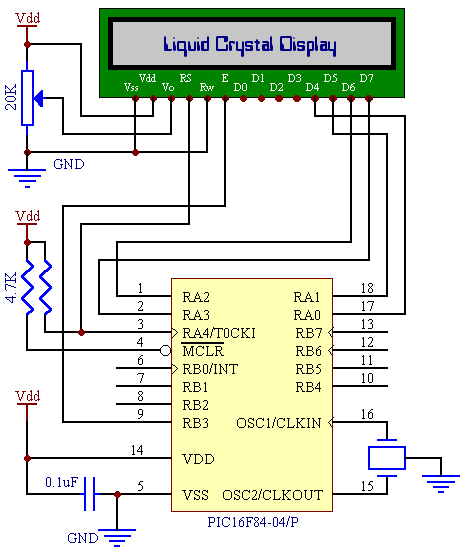 Vdd
Liquid Crystal Display
Vss Vdd Vo RS Rw E D0 D1 D2 D3 D4 D5 D6 D7
20K
GND
Vdd
4.7K
1 RA2 RA1 18
2 RA3 RA0 17
3 RA4/T0CKI RB7 13
4 MCLR RB6 12
6 RB0/INT RB5 11
7 RB1 RB4 10
8 RB2
9 RB3 OSC1/CLKIN 16
Vdd
14 VDD
0.1uF 5 VSS OSC2/CLKOUT 15
GND
PIC16F84-04/P